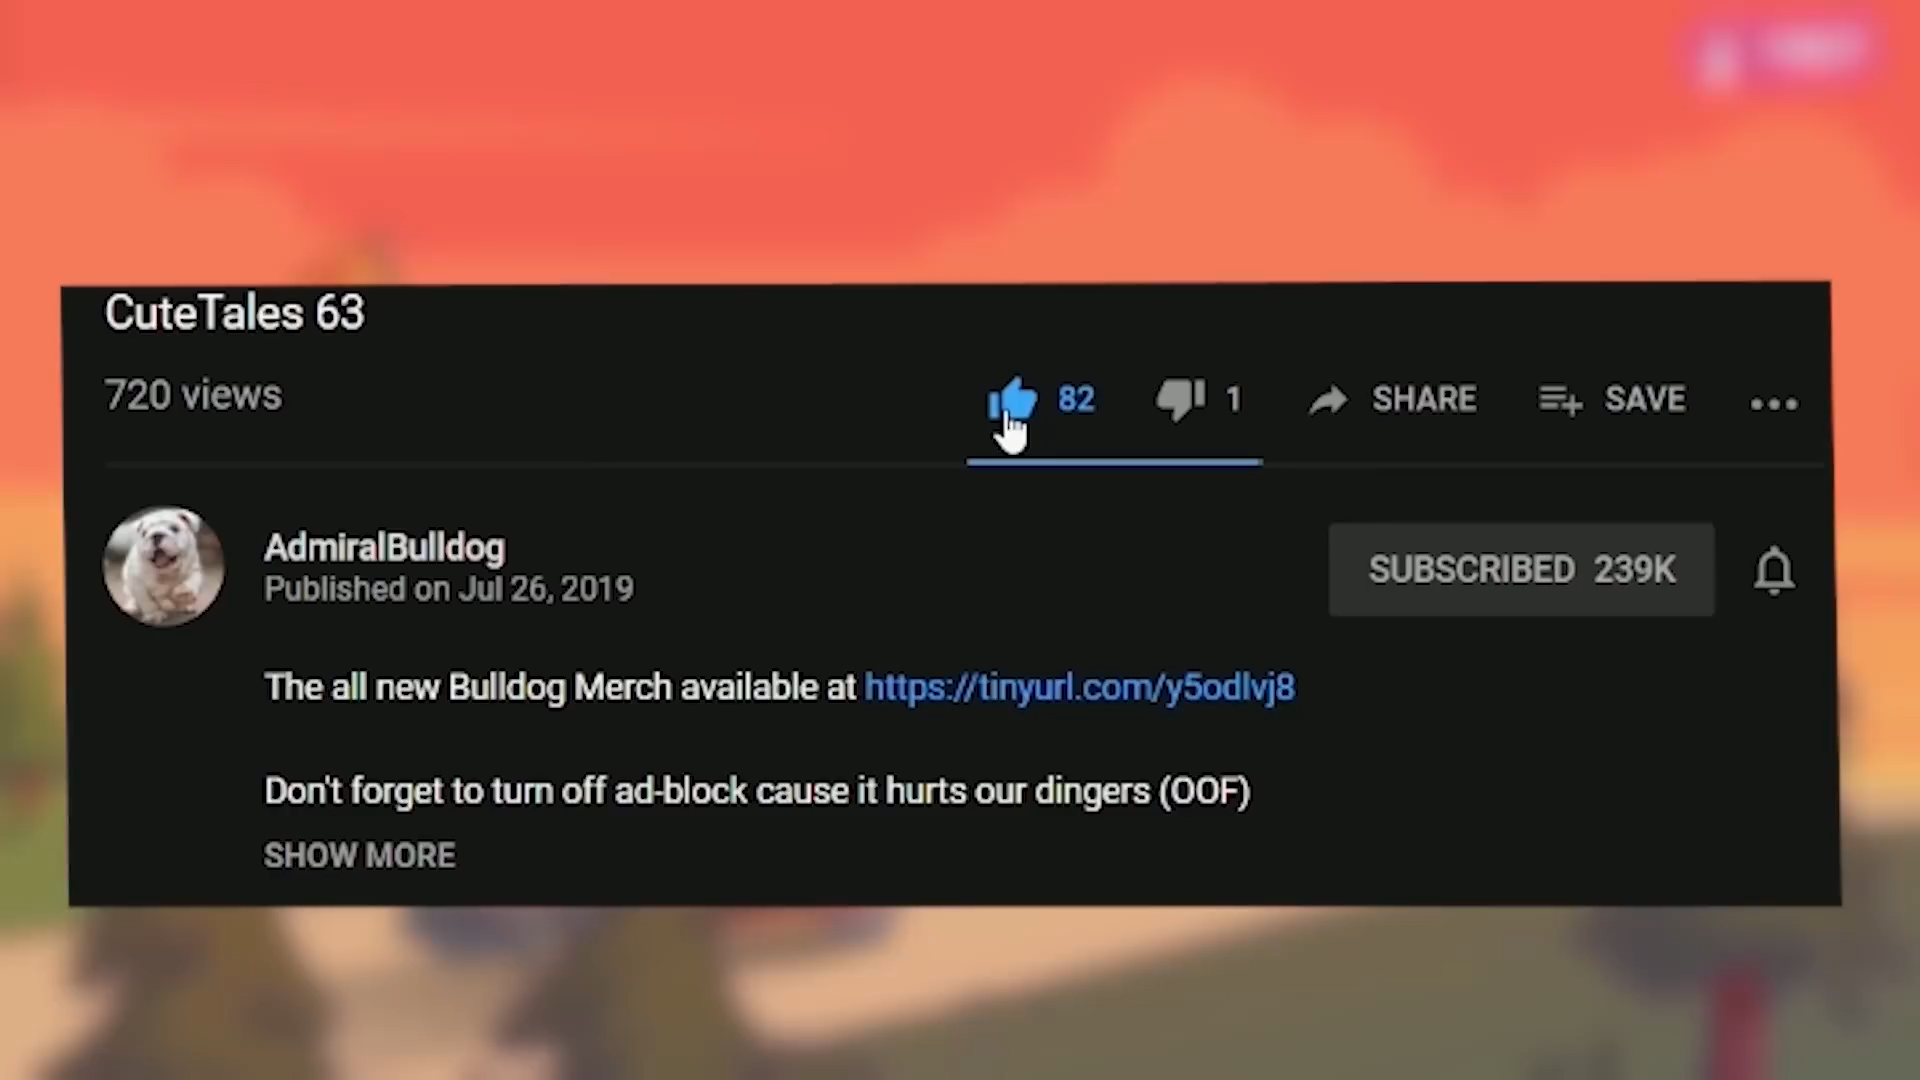 CuteTales 63
720 views
82
1
SHARE
SAVE
AdmiralBulldog
Published on Jul 26, 2019
SUBSCRIBED 239K
The all new Bulldog Merch available at https://tinyurl.com/y5odlvj8
Don't forget to turn off ad-block cause it hurts our dingers (OOF)
SHOW MORE